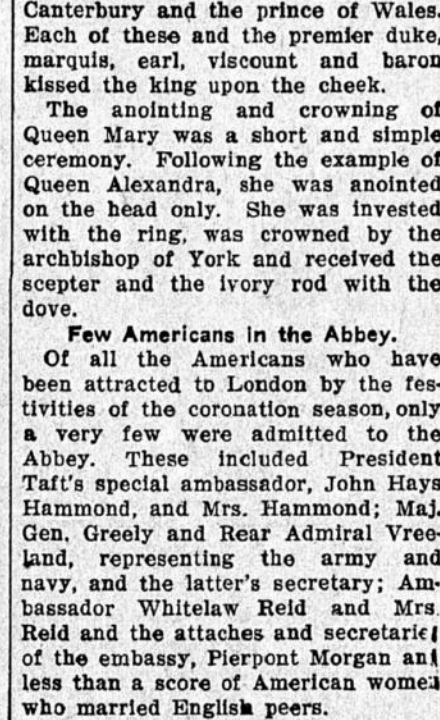 Canterbury and the prince of Wales.
Each of these and the premier duke,
marquis, earl, viscount and baron
kissed the king upon the cheek.
The anointing and crowning of
Queen Mary was a short and simple
ceremony. Following the example of
Queen Alexandra, she was anointed
on the head only. She was invested
with the ring, was crowned by the
archbishop of York and received the
scepter and the ivory rod with the
dove.
Few Americans in the Abbey.
Of all the Americans who have
been attracted to London by the fes-
tivities of the coronation season, only
a very few were admitted to the
Abbey. These included President
Taft's special ambassador, John Hays
Hammond, and Mrs. Hammond; Maj.
Gen. Greely and Rear Admiral Vree-
land, representing the army and
navy, and the latter's secretary; Am-
bassador Whitelaw Reid and Mrs.
Reid and the attaches and secretaries
of the embassy, Pierpont Morgan and
less than a score of American women
who married English peers.